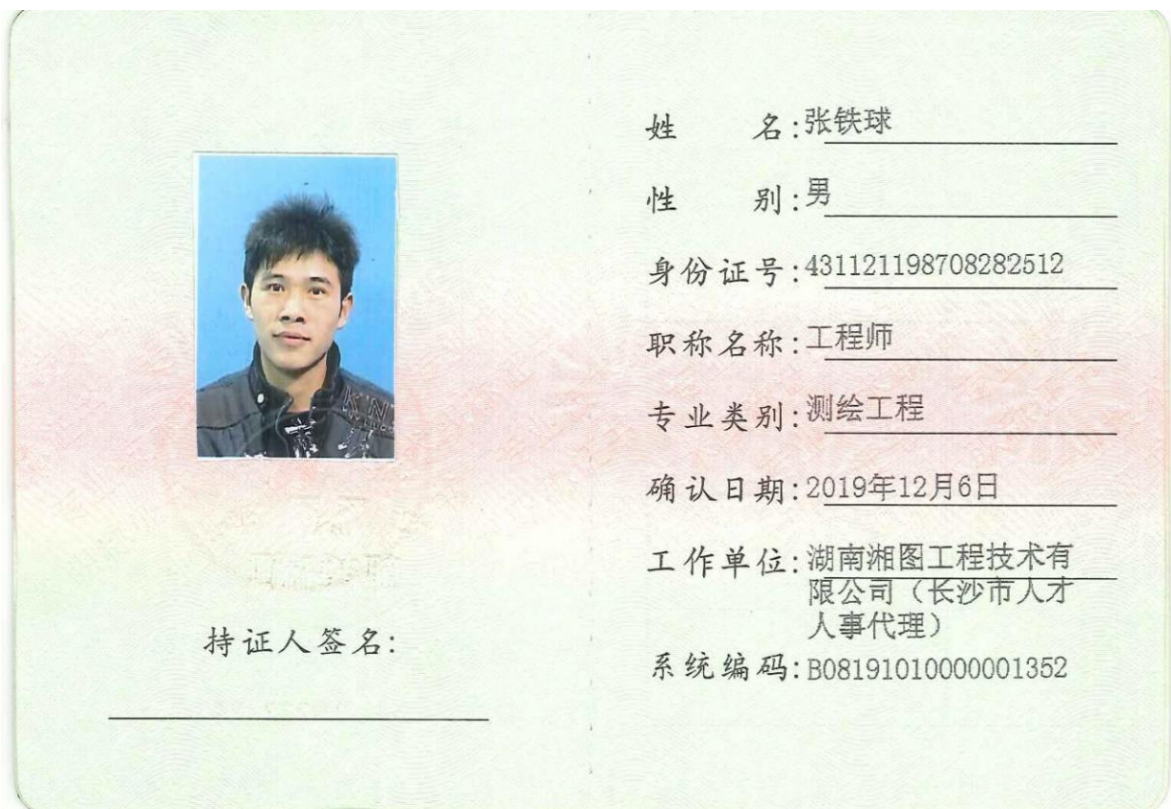 姓名:张铁球
性别:男
身份证号:431121198708282512
职称名称:工程师
专业类别:测绘工程
确认日期:2019年12月6日
工作单位:湖南湘图工程技术有
限公司（长沙市人才
人事代理）
持证人签名:
系统编码:B08191010000001352